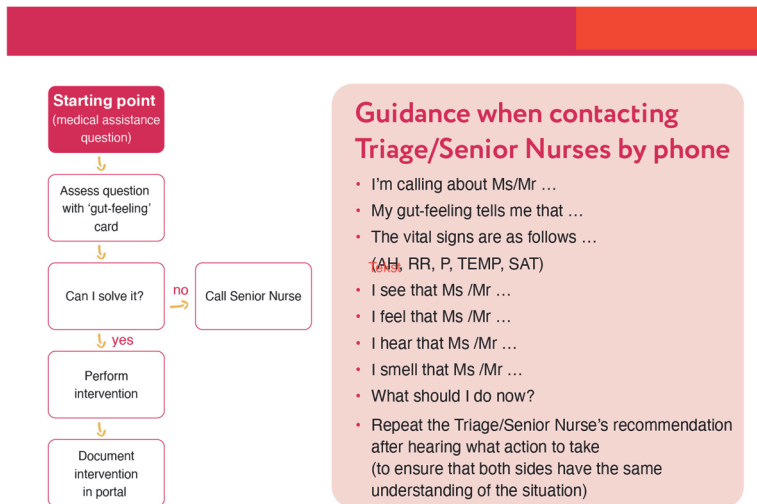 Starting point
(medical assistance
question)
Assess question
with ‘gut-feeling’
card
Can I solve it?
no
Call Senior Nurse
yes
Perform
intervention
Document
intervention
in portal
Guidance when contacting
Triage/Senior Nurses by phone
• I’m calling about Ms/Mr …
• My gut-feeling tells me that …
• The vital signs are as follows …
(AH, RR, P, TEMP, SAT)
Tekst
• I see that Ms /Mr …
• I feel that Ms /Mr …
• I hear that Ms /Mr …
• I smell that Ms /Mr …
• What should I do now?
• Repeat the Triage/Senior Nurse’s recommendation
after hearing what action to take
(to ensure that both sides have the same
understanding of the situation)